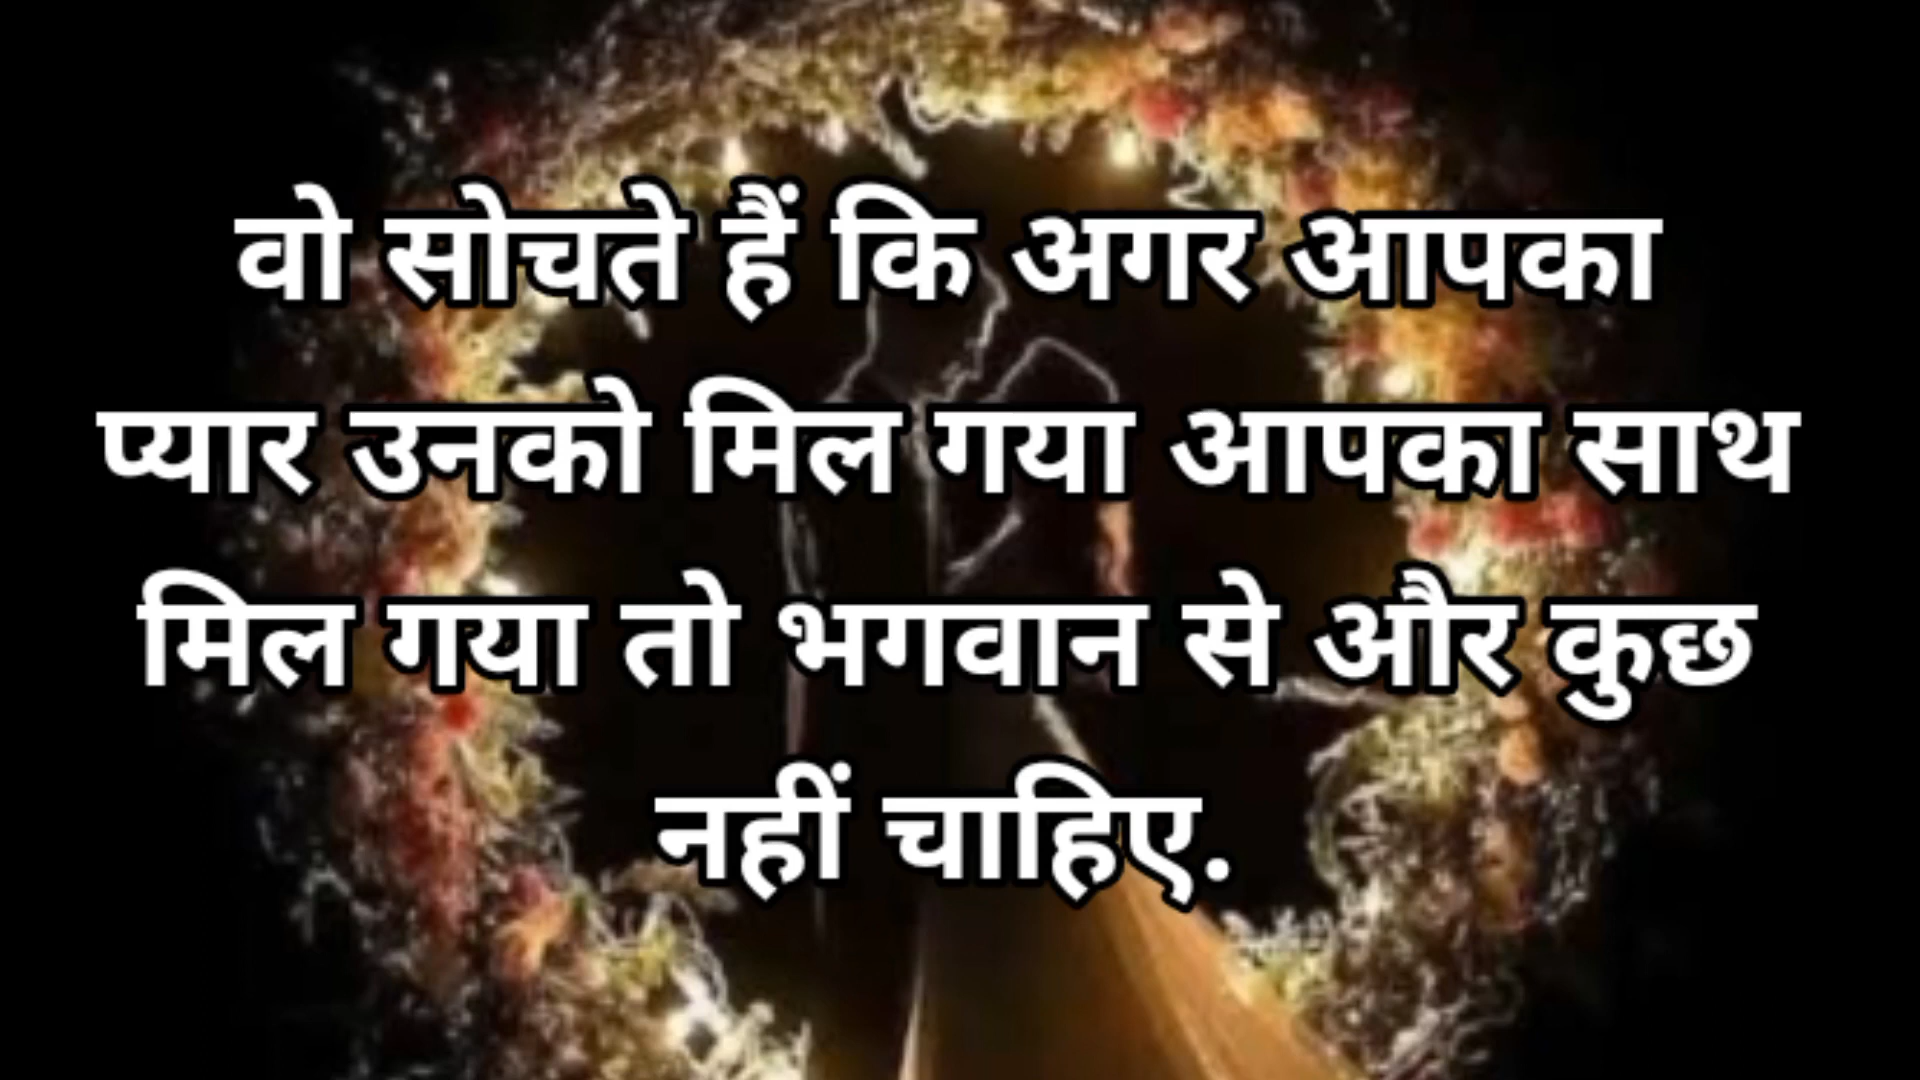 वो सोचते हैं कि अगर आपका
प्यार उनको मिल गया आपका साथ
मिल गया तो भगवान से और कुछ
नहीं चाहिए.